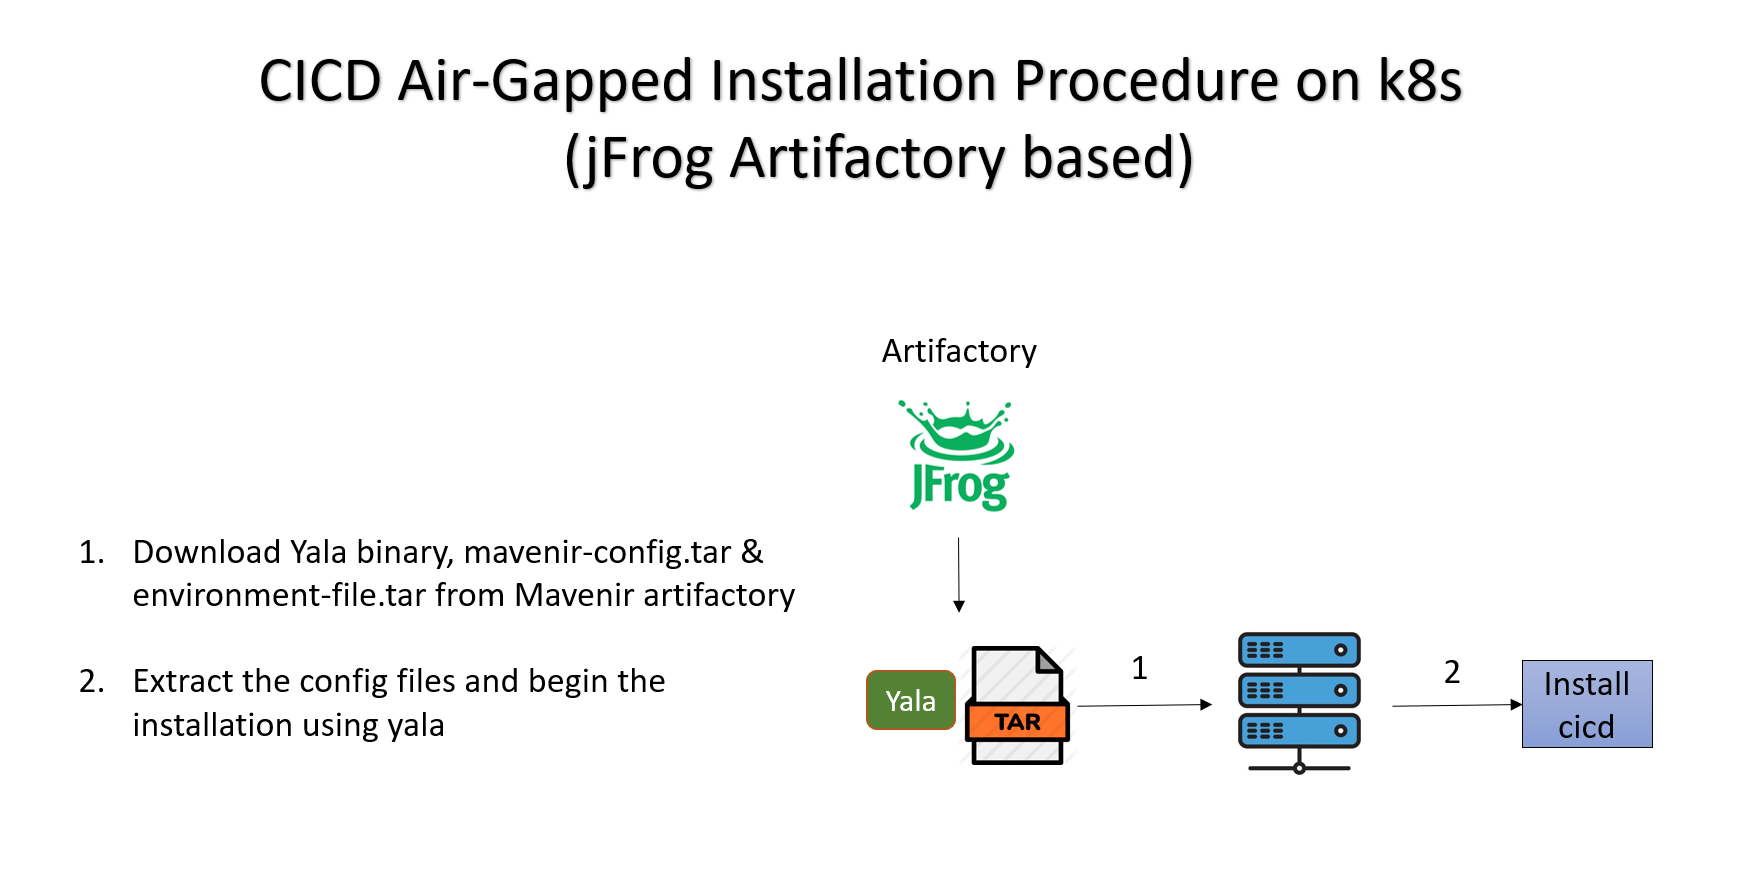 CICD Air-Gapped Installation Procedure on k8s
(jFrog Artifactory based)
Artifactory
JFrog
1. Download Yala binary, mavenir-config.tar &
environment-file.tar from Mavenir artifactory
2. Extract the config files and begin the
installation using yala
Yala
TAR
1
2
Install
cicd